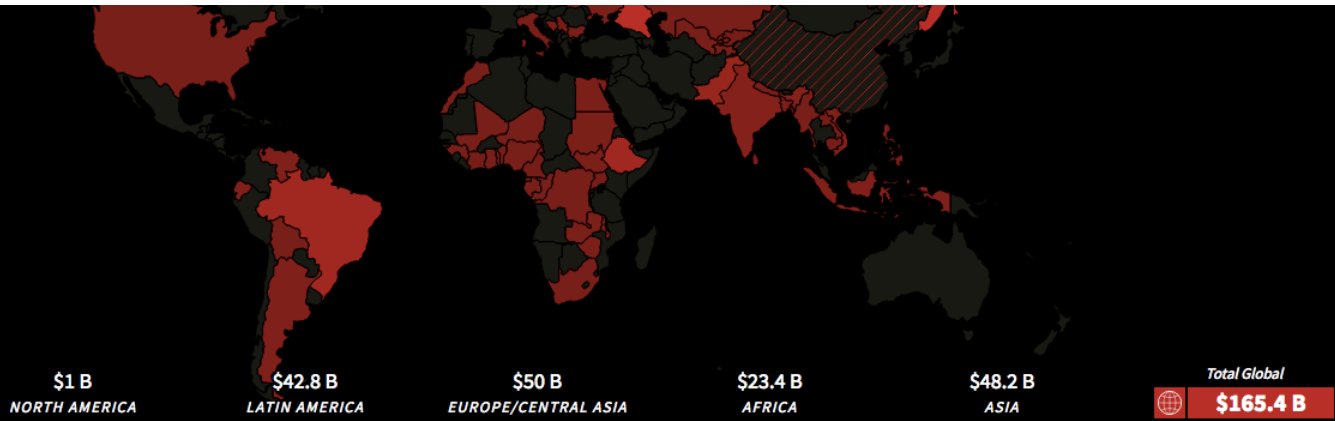 $1 B
NORTH AMERICA
$42.8 B
LATIN AMERICA
$50 B
EUROPE/CENTRAL ASIA
$23.4 B
AFRICA
$48.2 B
ASIA
Total Global
$165.4 B